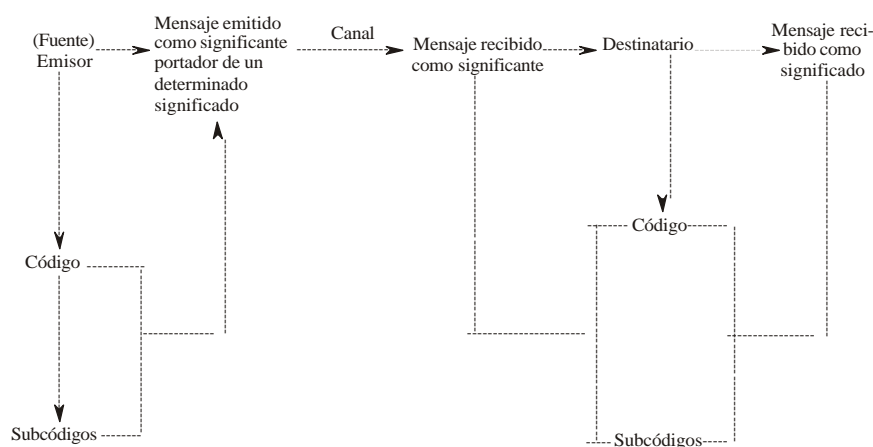 (Fuente)
Emisor
Mensaje emitido
como significante
portador de un
determinado
significado
Canal
Mensaje recibido
como significante
Destinatario
Mensaje reci-
bido como
significado
Código
Código
Subcódigos
Subcódigos